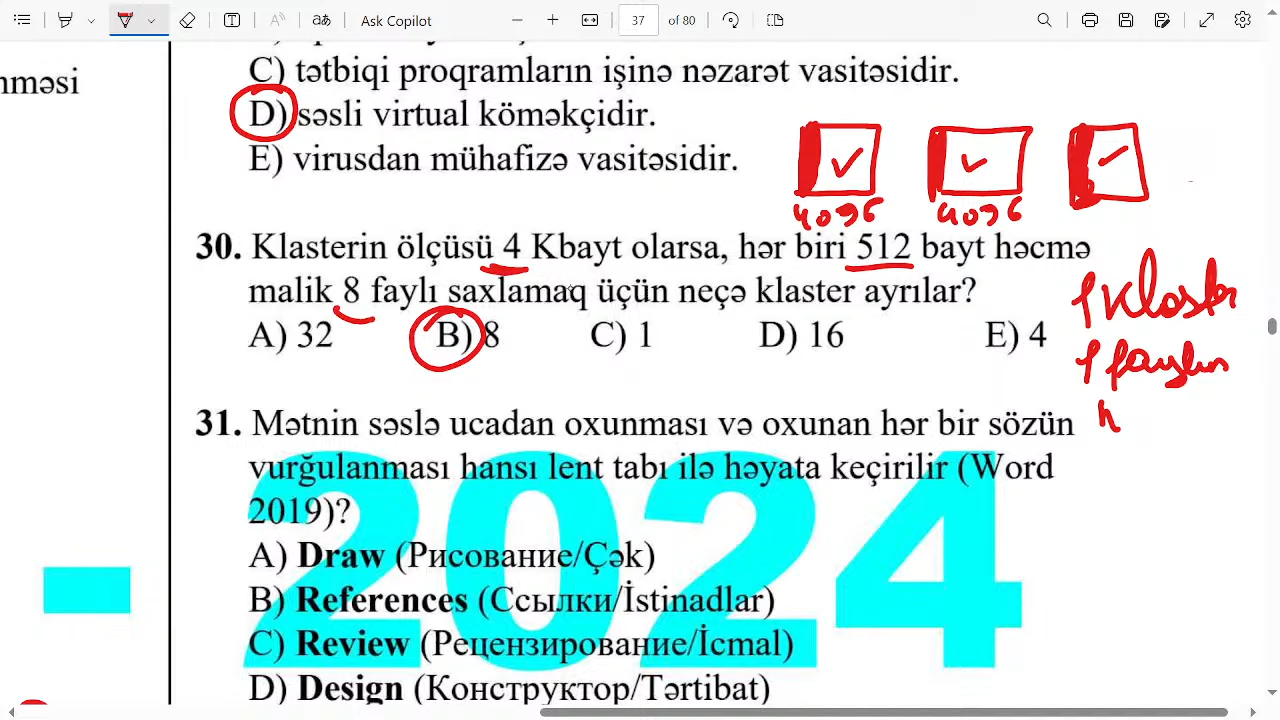 Ask Copilot
37 of 80
nməsi
C) tətbiqi proqramların işinə nəzarət vasitəsidir.
D) səsli virtual köməkçidir.
E) virusdan mühafizə vasitəsidir.
4096 4096
30. Klasterin ölçüsü 4 Kbayt olarsa, hər biri 512 bayt həcmə
malik 8 faylı saxlamaq üçün neçə klaster ayrılar?
A) 32 B) 8 C) 1 D) 16 E) 4
1 Klaster
1 faylın
31. Mətnin səslə ucadan oxunması və oxunan hər bir sözün
vurğulanması hansı lent tabı ilə həyata keçirilir (Word
2019)?
A) Draw (Рисование/Çək)
B) References (Ссылки/İstinadlar)
C) Review (Рецензирование/İcmal)
D) Design (Конструктор/Tərtibat)
- 2024